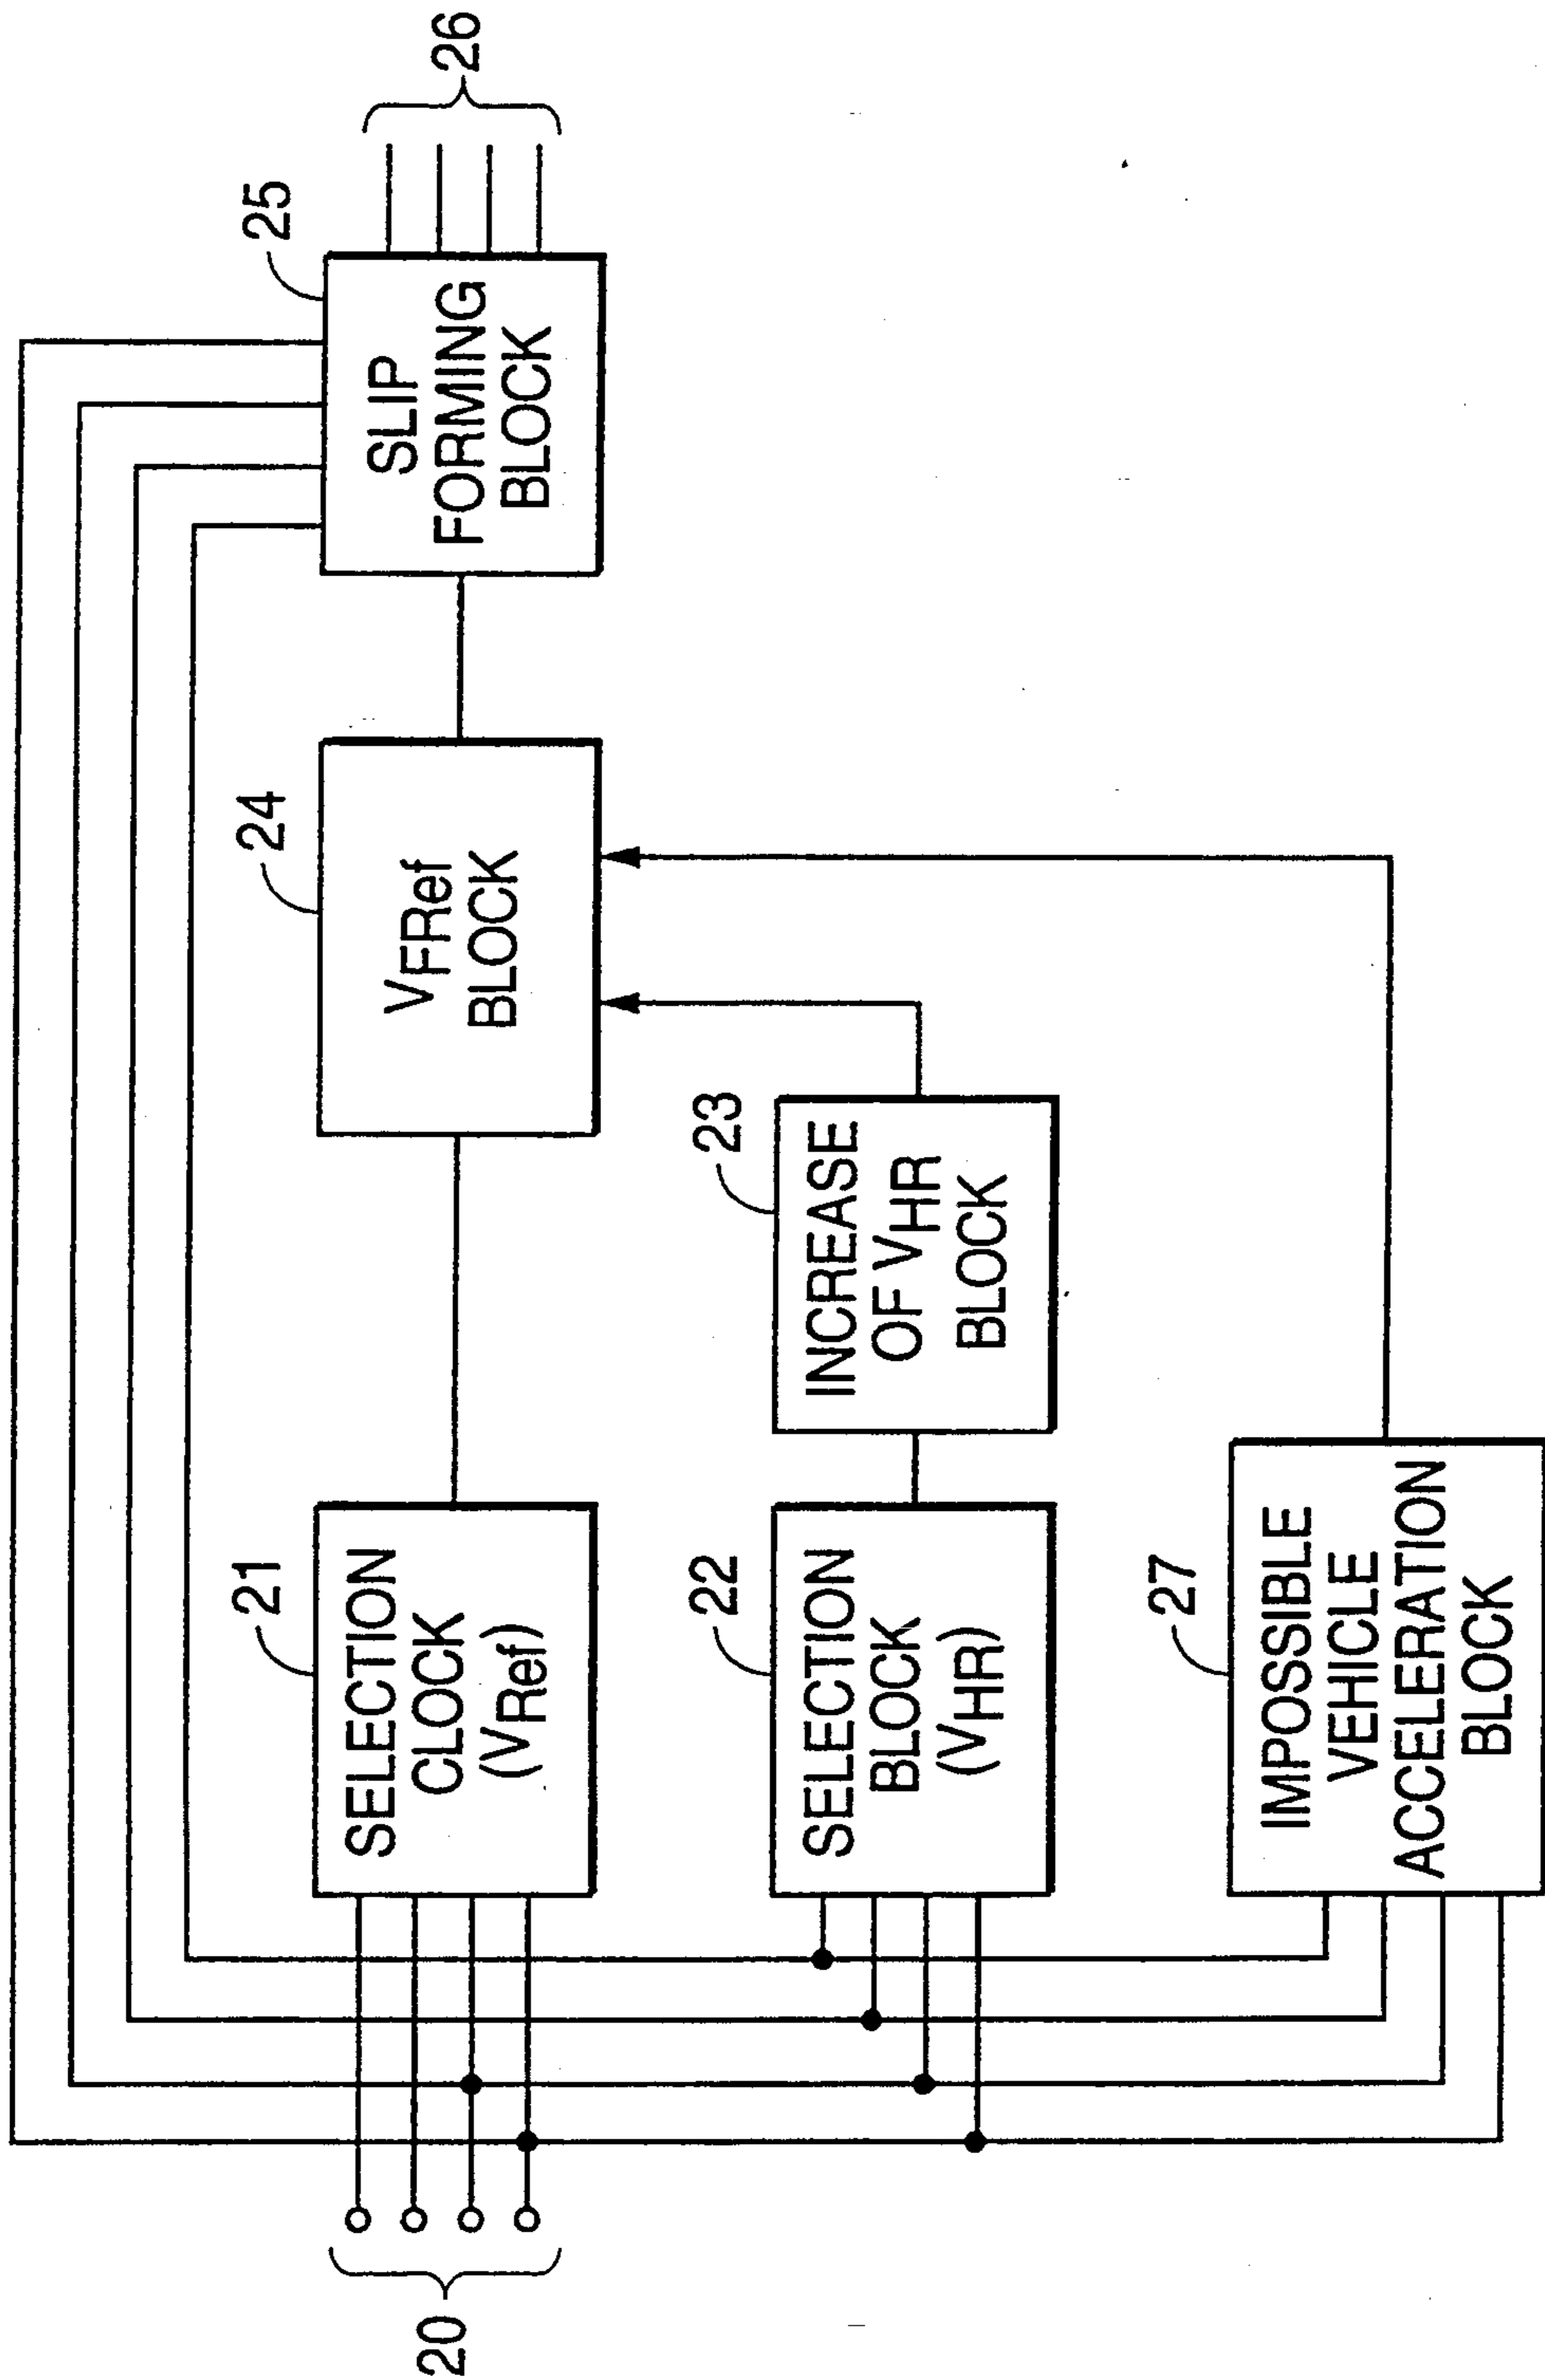 20
21
SELECTION
CLOCK
(VRef)
24
VFRef
BLOCK
25
SLIP
FORMING
BLOCK
26
22
SELECTION
BLOCK
(VHR)
23
INCREASE
OF VHR
BLOCK
27
IMPOSSIBLE
VEHICLE
ACCELERATION
BLOCK